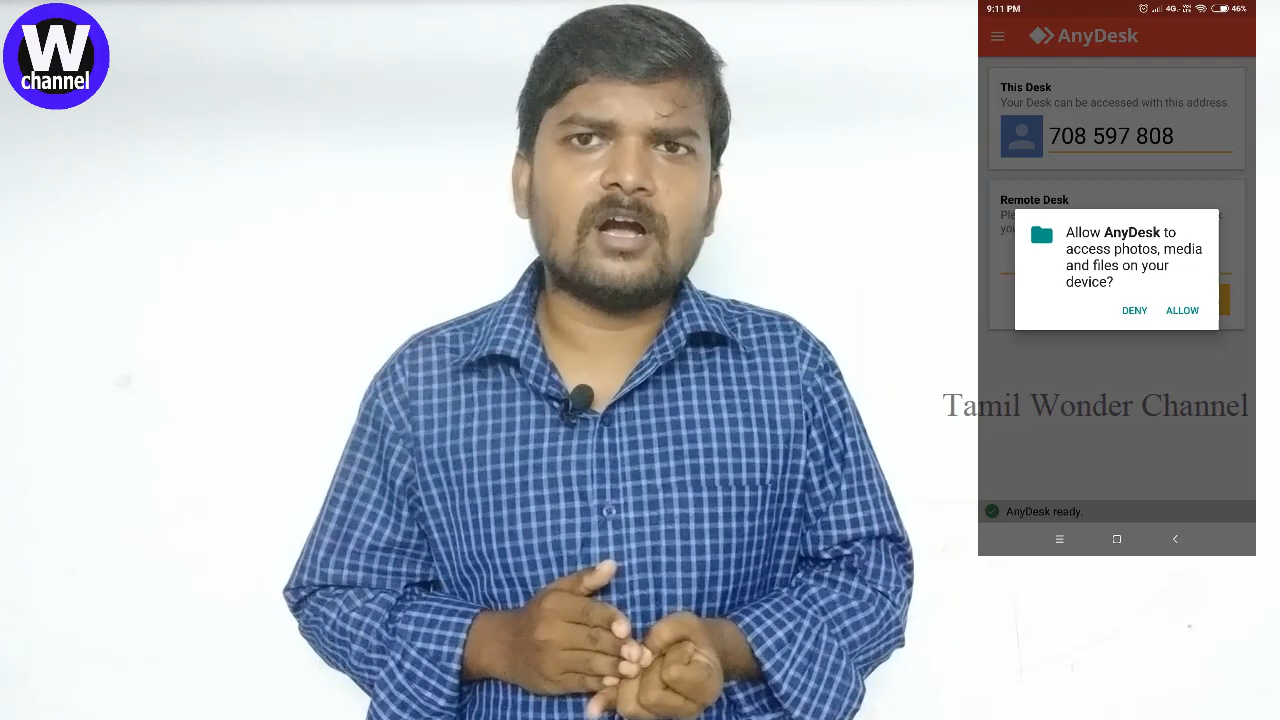 W
channel
9:11 PM
4G
46%
AnyDesk
This Desk
Your Desk can be accessed with this address.
708 597 808
Remote Desk
Allow AnyDesk to
access photos, media
and files on your
device?
DENY
ALLOW
Tamil Wonder Channel
AnyDesk ready.